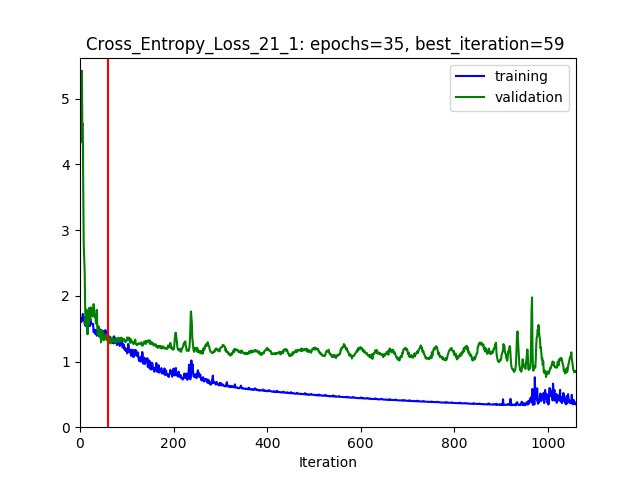 Cross_Entropy_Loss_21_1: epochs=35, best_iteration=59
training
validation
5
4
3
2
1
0
0 200 400 600 800 1000
Iteration